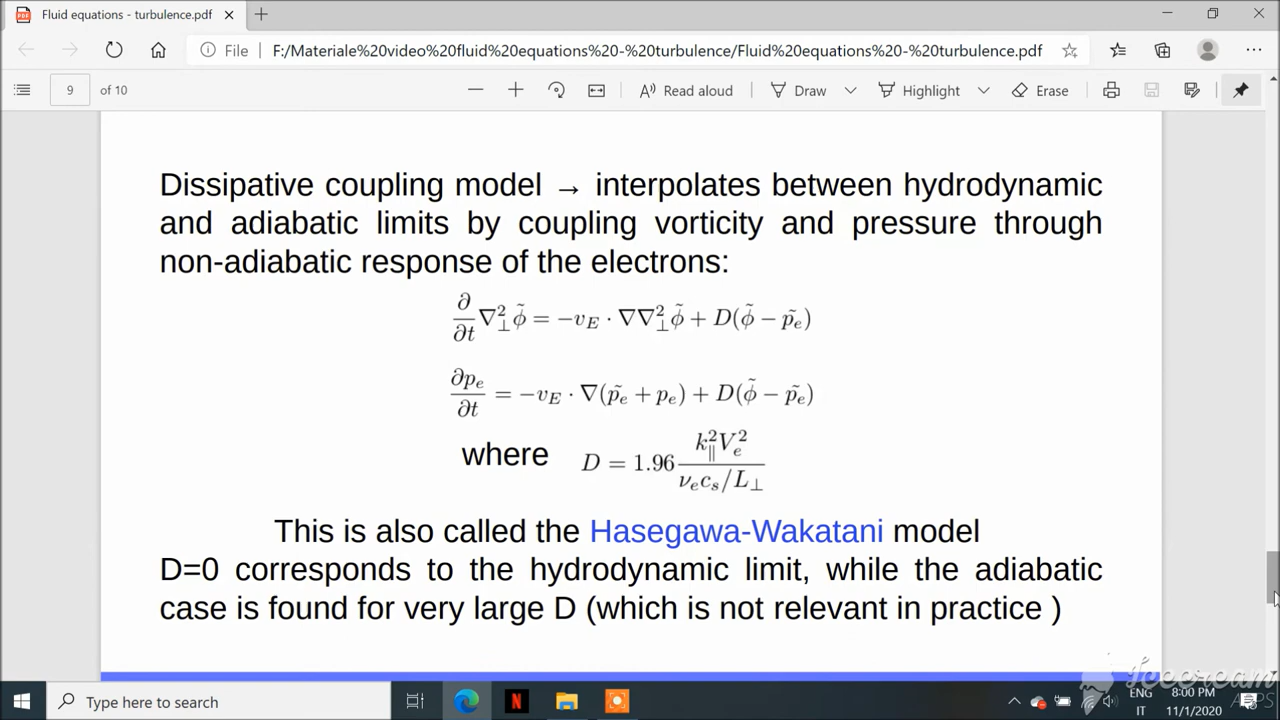 Fluid equations - turbulence.pdf
File F:/Materiale%20video%20fluid%20equations%20-%20turbulence/Fluid%20equations%20-%20turbulence.pdf
9 of 10 Read aloud Draw Highlight Erase
Dissipative coupling model → interpolates between hydrodynamic
and adiabatic limits by coupling vorticity and pressure through
non-adiabatic response of the electrons:
∂/∂t ∇²⊥ φ̃ = −v_E · ∇∇²⊥ φ̃ + D(φ̃ − p̃_e)
∂p_e/∂t = −v_E · ∇(p̃_e + p_e) + D(φ̃ − p̃_e)
where D = 1.96 k²∥V²_e / ν_e c_s/L⊥
This is also called the Hasegawa-Wakatani model
D=0 corresponds to the hydrodynamic limit, while the adiabatic
case is found for very large D (which is not relevant in practice )
Type here to search
ENG
IT
8:00 PM
11/1/2020